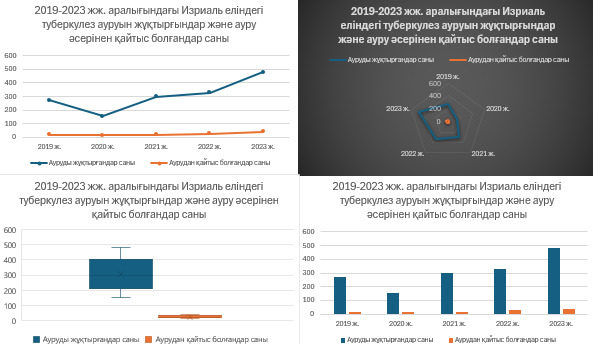 2019-2023 жж. аралығындағы Изриаль еліндегі
туберкулез ауруын жұқтырғындар және ауру
әсерінен қайтыс болғандар саны
600
500
400
300
200
100
0
2019 ж.
2020 ж.
2021 ж.
2022 ж.
2023 ж.
Ауруды жұқтырғандар саны
Аурудан қайтыс болғандар саны
2019-2023 жж. аралығындағы Изриаль
еліндегі туберкулез ауруын жұқтырғындар
және ауру әсерінен қайтыс болғандар саны
Ауруды жұқтырғандар саны
Аурудан қайтыс болғандар саны
2019 ж.
600
400
200
0
2023 ж.
2020 ж.
2022 ж.
2021 ж.
2019-2023 жж. аралығындағы Изриаль еліндегі
туберкулез ауруын жұқтырғындар және ауру әсерінен
қайтыс болғандар саны
600
500
400
300
200
100
0
Ауруды жұқтырғандар саны
Аурудан қайтыс болғандар саны
2019-2023 жж. аралығындағы Изриаль еліндегі
туберкулез ауруын жұқтырғындар және ауру
әсерінен қайтыс болғандар саны
600
500
400
300
200
100
0
2019 ж.
2020 ж.
2021 ж.
2022 ж.
2023 ж.
Ауруды жұқтырғандар саны
Аурудан қайтыс болғандар саны